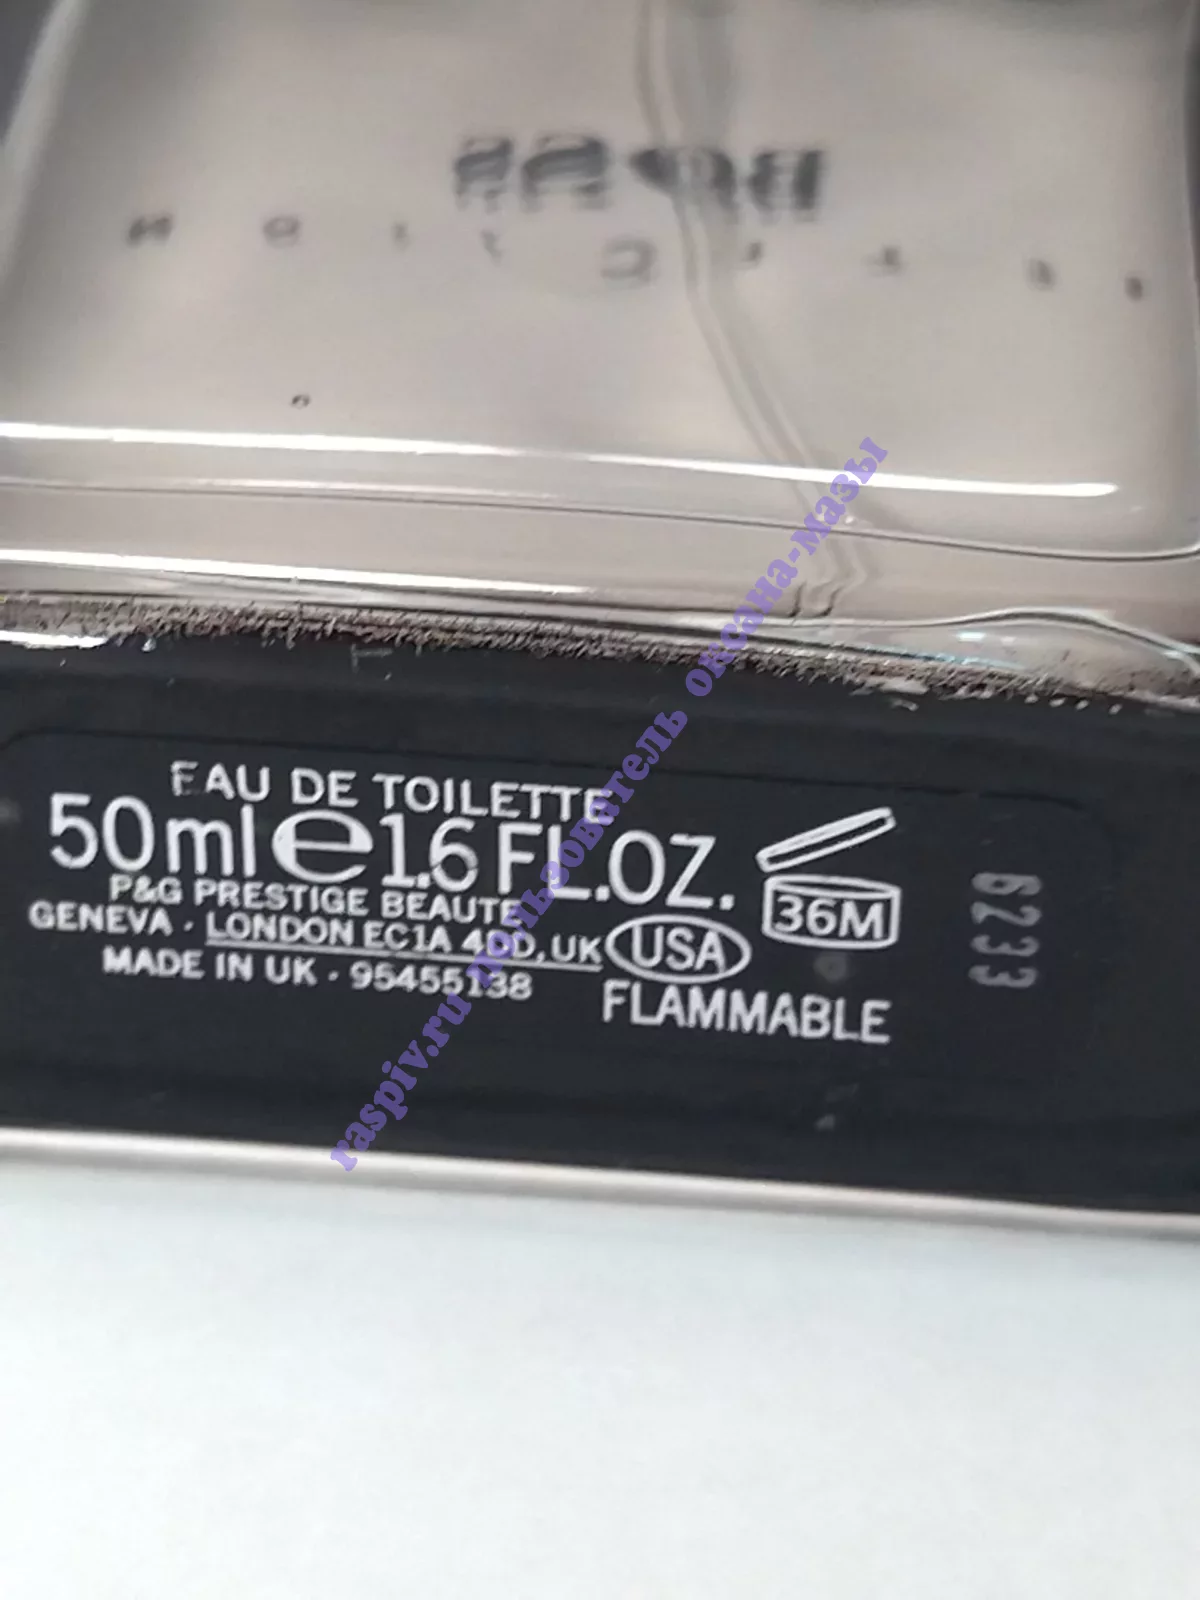 EAU DE TOILETTE
50ml e 1.6 FL.OZ.
P&G PRESTIGE BEAUTE
GENEVA · LONDON EC1A 4DD, UK
USA
MADE IN UK · 95455138
FLAMMABLE
36M
6233
raspiv.ru пользователь оксана-мазы